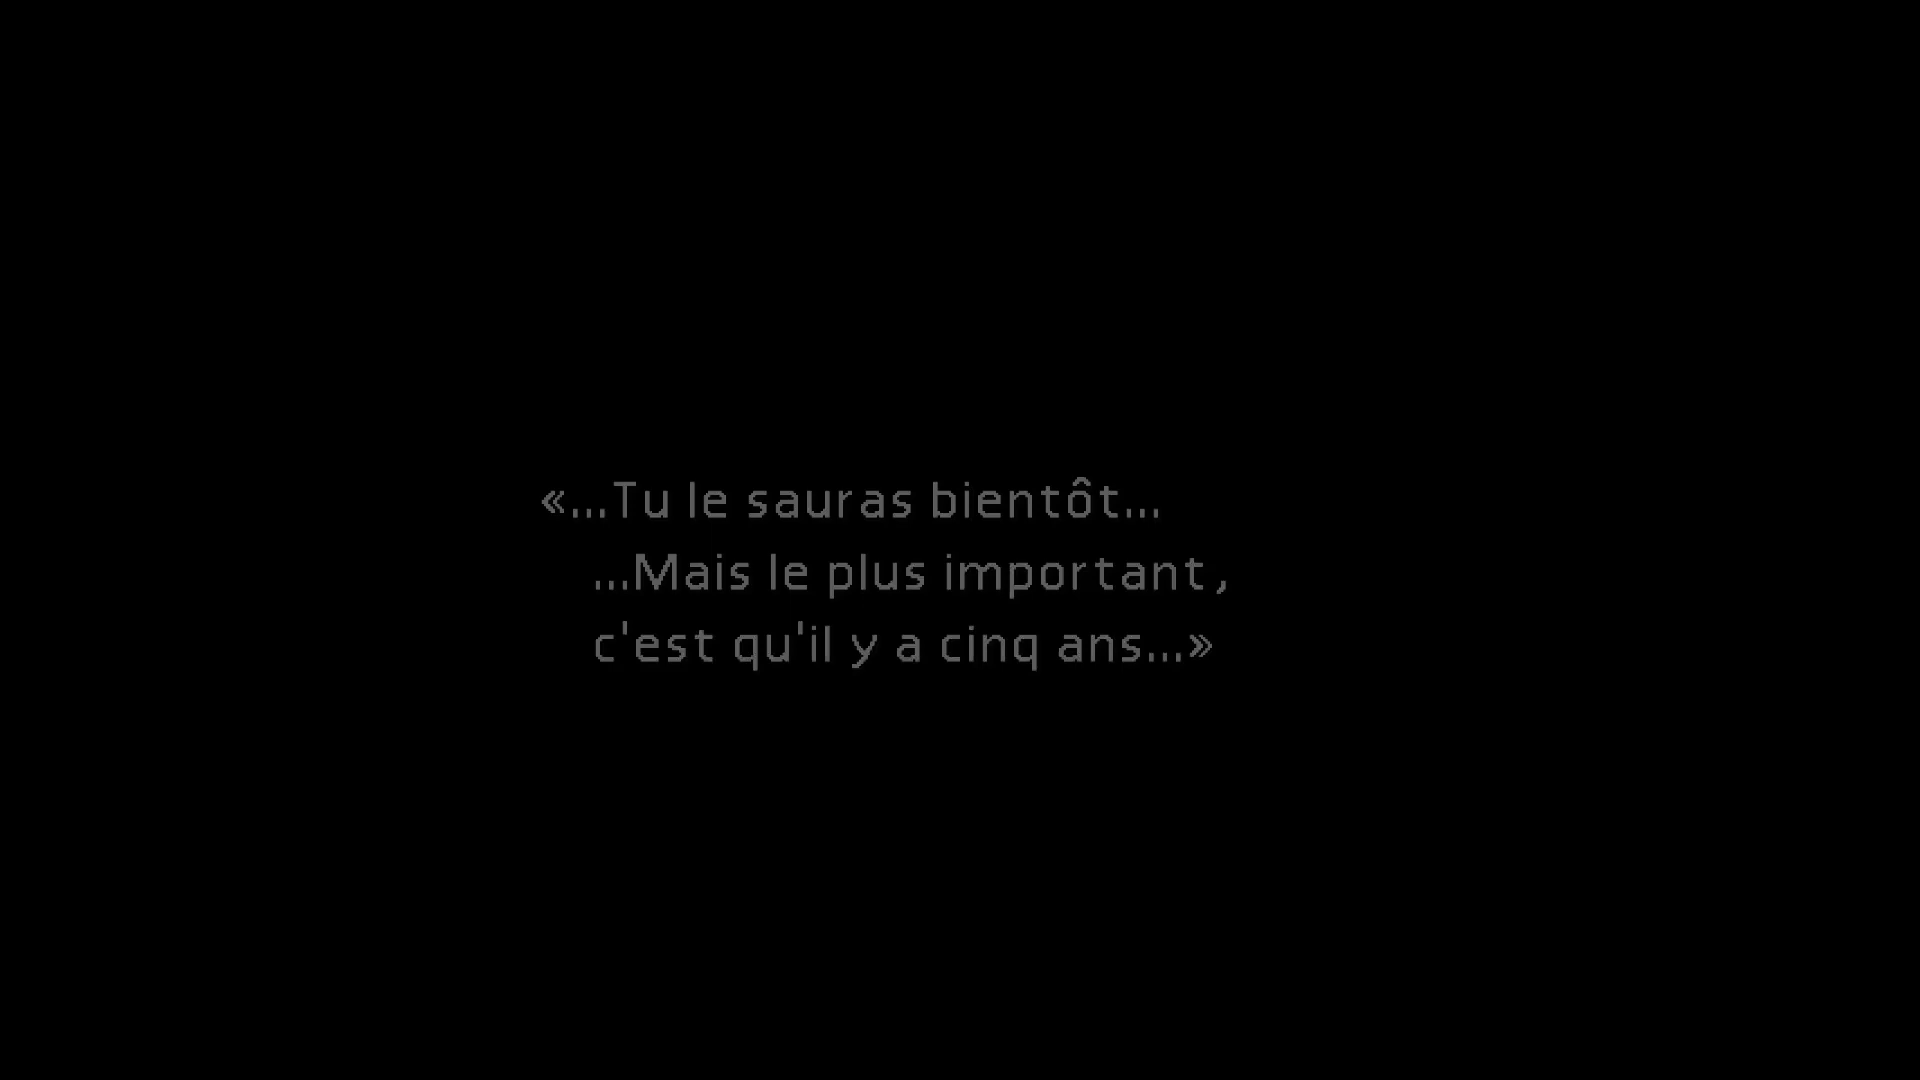 «...Tu le sauras bientôt...
...Mais le plus important,
c'est qu'il y a cinq ans...»